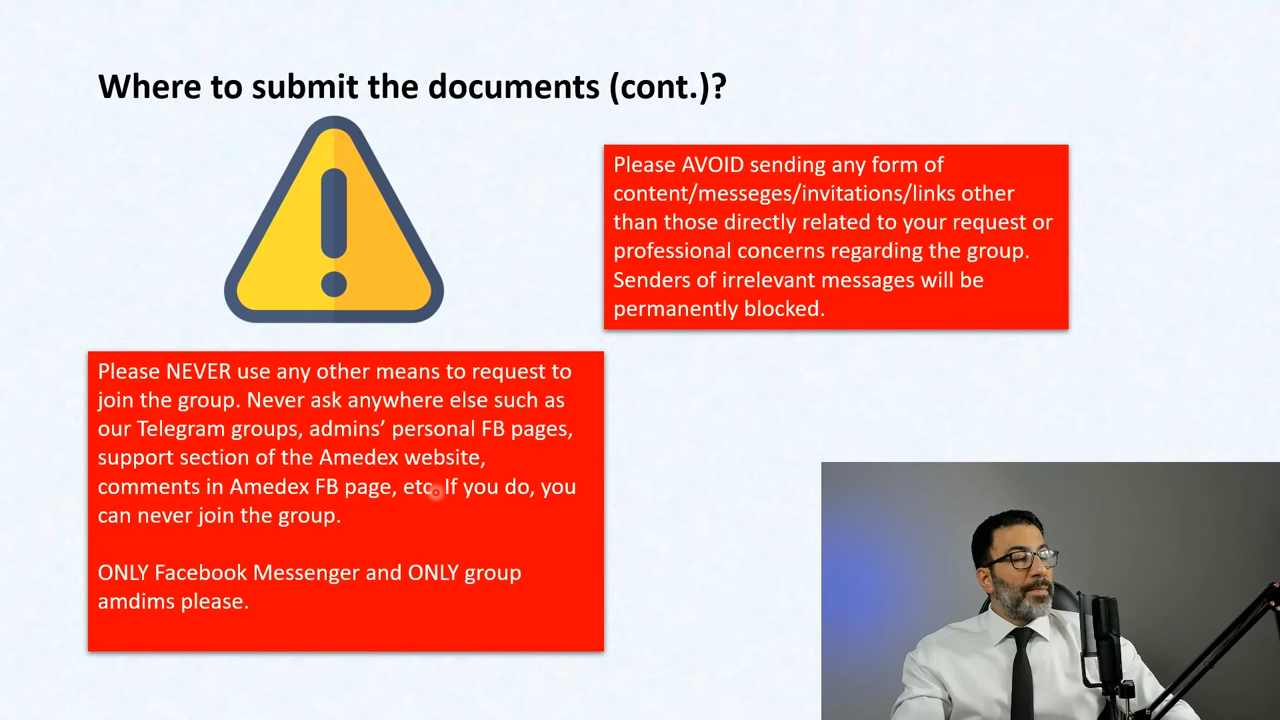 Where to submit the documents (cont.)?
Please AVOID sending any form of
content/messeges/invitations/links other
than those directly related to your request or
professional concerns regarding the group.
Senders of irrelevant messages will be
permanently blocked.
Please NEVER use any other means to request to
join the group. Never ask anywhere else such as
our Telegram groups, admins’ personal FB pages,
support section of the Amedex website,
comments in Amedex FB page, etc. If you do, you
can never join the group.
ONLY Facebook Messenger and ONLY group
amdims please.